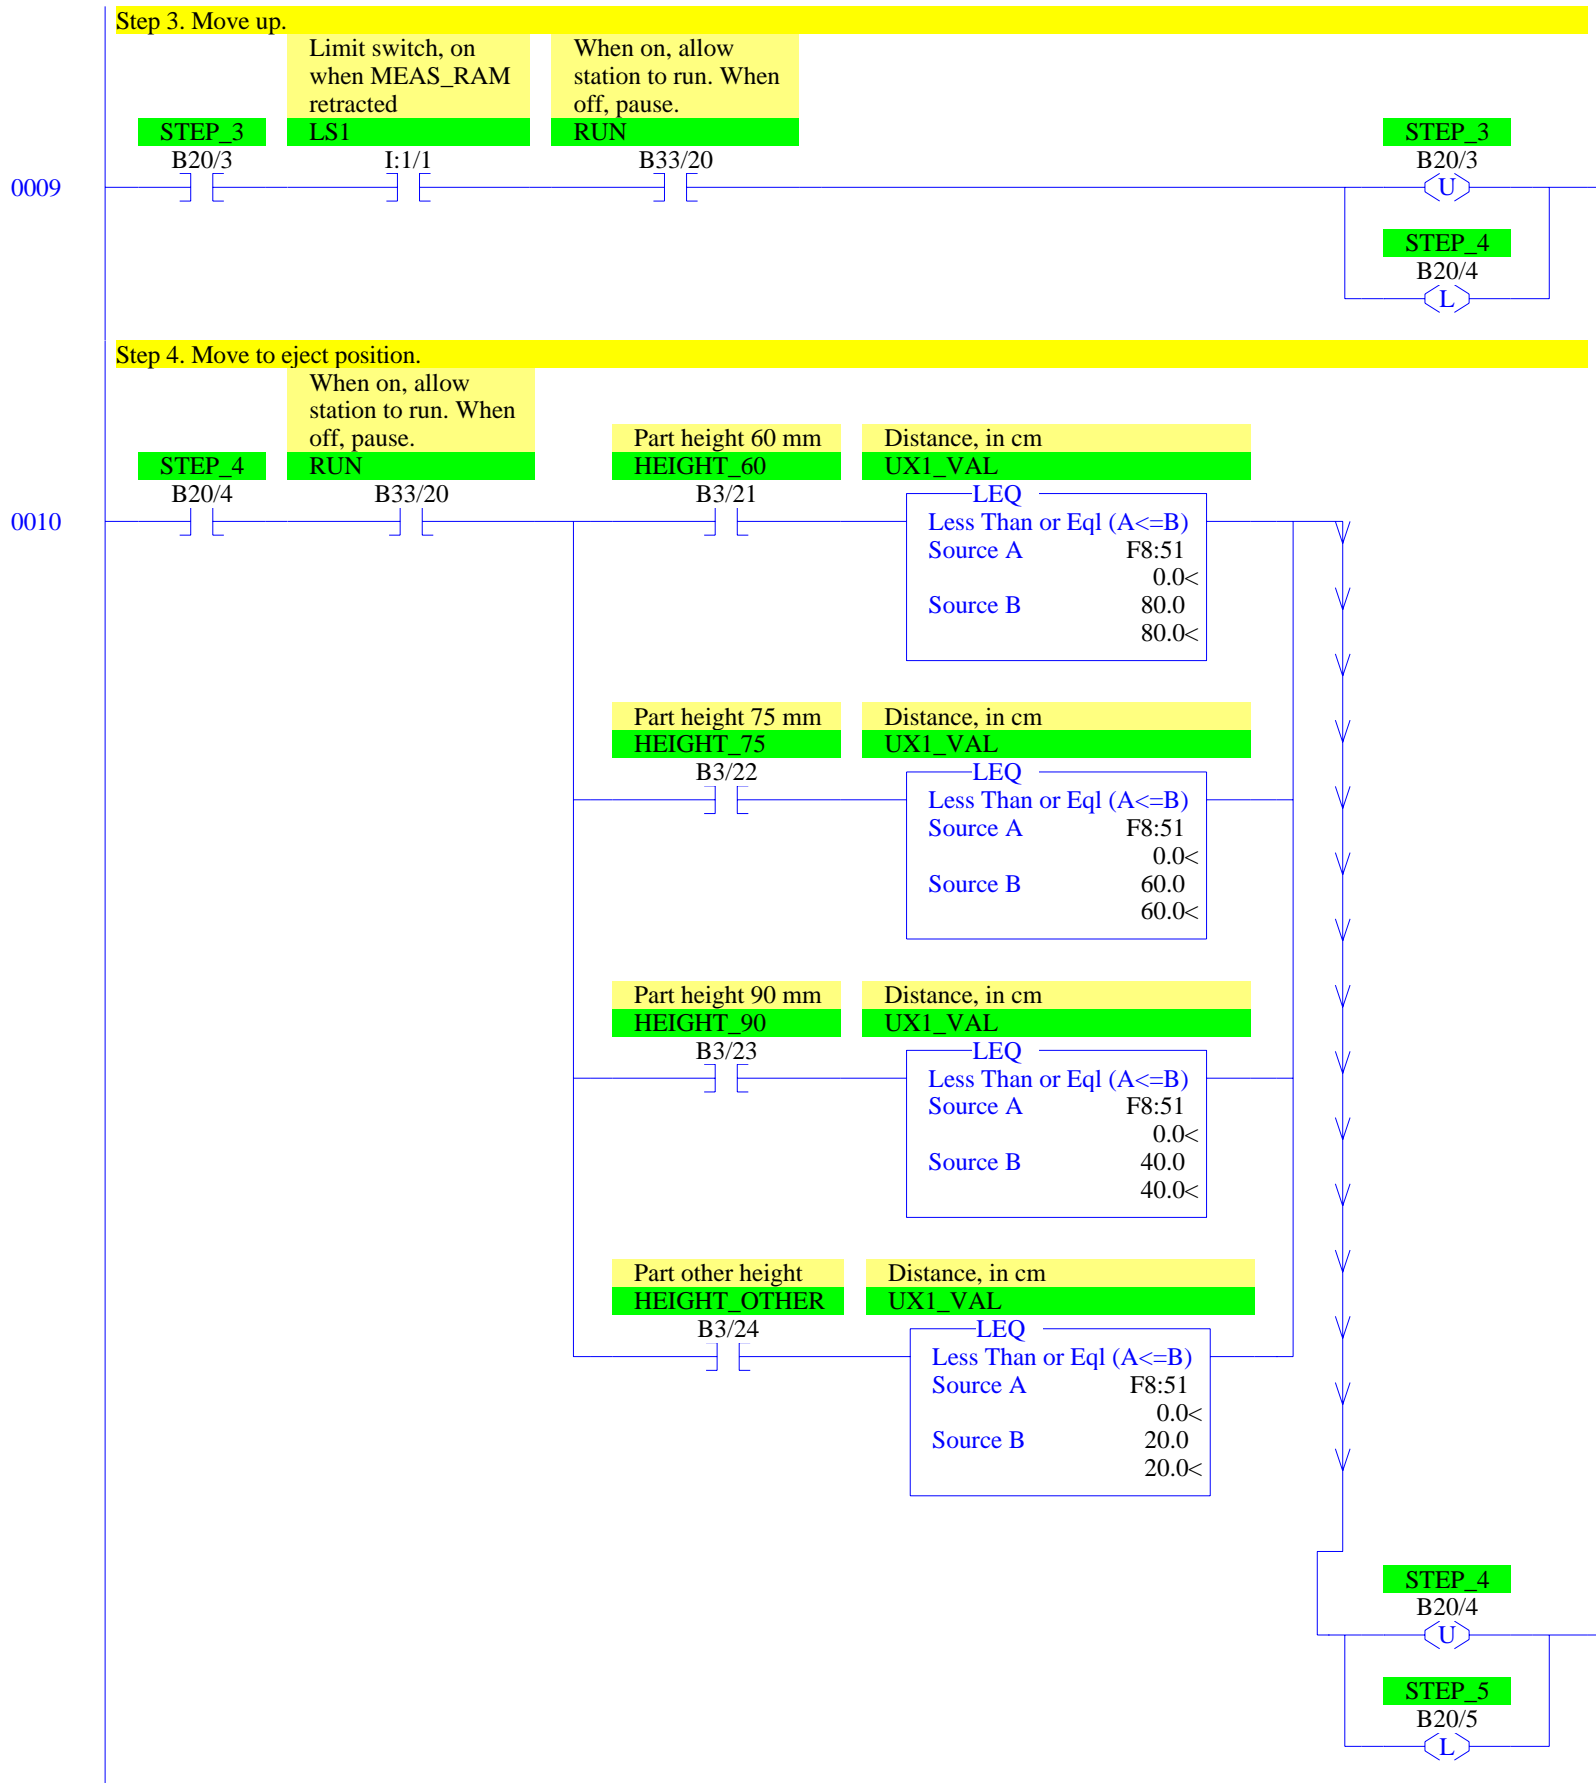 Step 3. Move up.
Limit switch, on
when MEAS_RAM
retracted
When on, allow
station to run. When
off, pause.
STEP_3
LS1
RUN
STEP_3
B20/3
I:1/1
B33/20
B20/3
0009
U
STEP_4
B20/4
L
Step 4. Move to eject position.
When on, allow
station to run. When
off, pause.
Part height 60 mm
Distance, in cm
STEP_4
RUN
HEIGHT_60
UX1_VAL
B20/4
B33/20
B3/21
LEQ
0010
Less Than or Eql (A<=B)
Source A F8:51
0.0<
Source B 80.0
80.0<
Part height 75 mm
Distance, in cm
HEIGHT_75
UX1_VAL
B3/22
LEQ
Less Than or Eql (A<=B)
Source A F8:51
0.0<
Source B 60.0
60.0<
Part height 90 mm
Distance, in cm
HEIGHT_90
UX1_VAL
B3/23
LEQ
Less Than or Eql (A<=B)
Source A F8:51
0.0<
Source B 40.0
40.0<
Part other height
Distance, in cm
HEIGHT_OTHER
UX1_VAL
B3/24
LEQ
Less Than or Eql (A<=B)
Source A F8:51
0.0<
Source B 20.0
20.0<
STEP_4
B20/4
U
STEP_5
B20/5
L